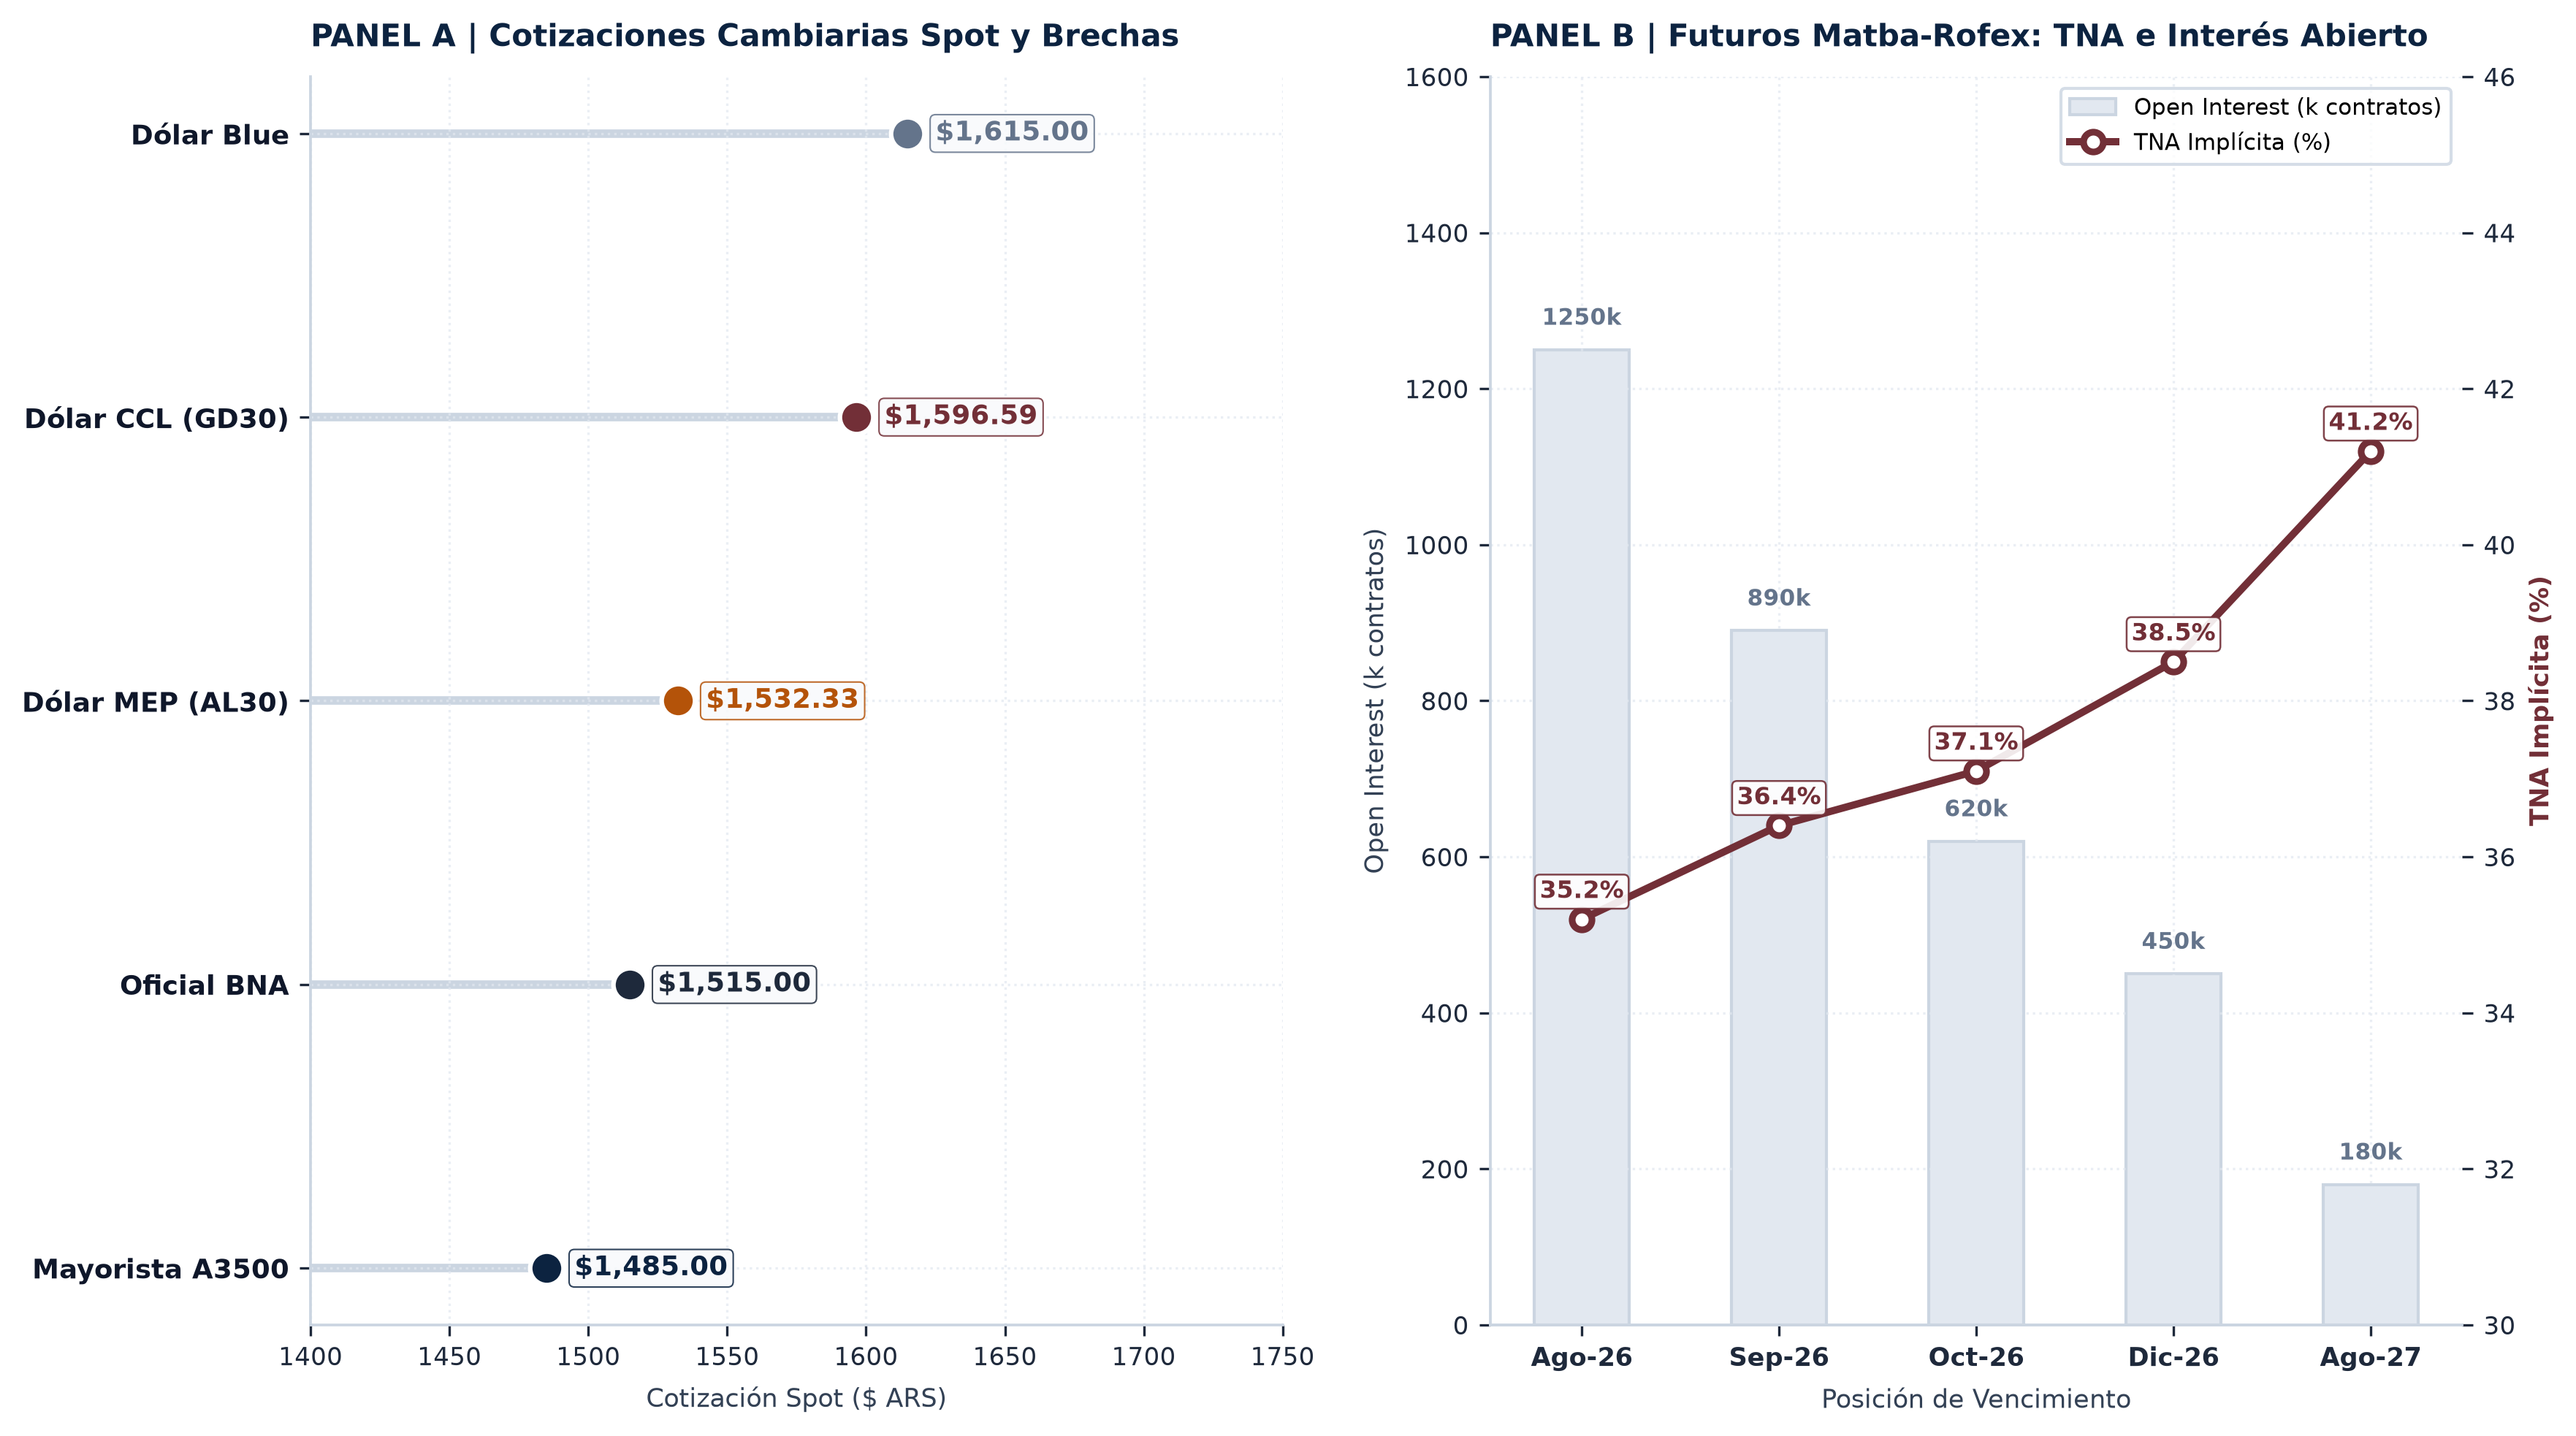 PANEL A | Cotizaciones Cambiarias Spot y Brechas
Dólar Blue
$1,615.00
Dólar CCL (GD30)
$1,596.59
Dólar MEP (AL30)
$1,532.33
Oficial BNA
$1,515.00
Mayorista A3500
$1,485.00
1400 1450 1500 1550 1600 1650 1700 1750
Cotización Spot ($ ARS)
PANEL B | Futuros Matba-Rofex: TNA e Interés Abierto
Open Interest (k contratos)
TNA Implícita (%)
Open Interest (k contratos)
1600
1400
1200
1000
800
600
400
200
0
1250k
890k
620k
450k
180k
35.2%
36.4%
37.1%
38.5%
41.2%
46
44
42
40
38
36
34
32
30
TNA Implícita (%)
Ago-26 Sep-26 Oct-26 Dic-26 Ago-27
Posición de Vencimiento